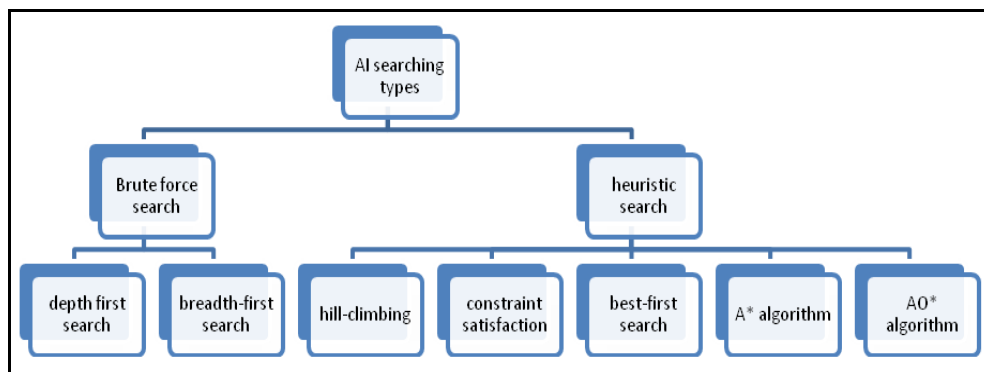 AI searching
types
Brute force
search
heuristic
search
depth first
search
breadth-first
search
hill-climbing
constraint
satisfaction
best-first
search
A* algorithm
AO*
algorithm